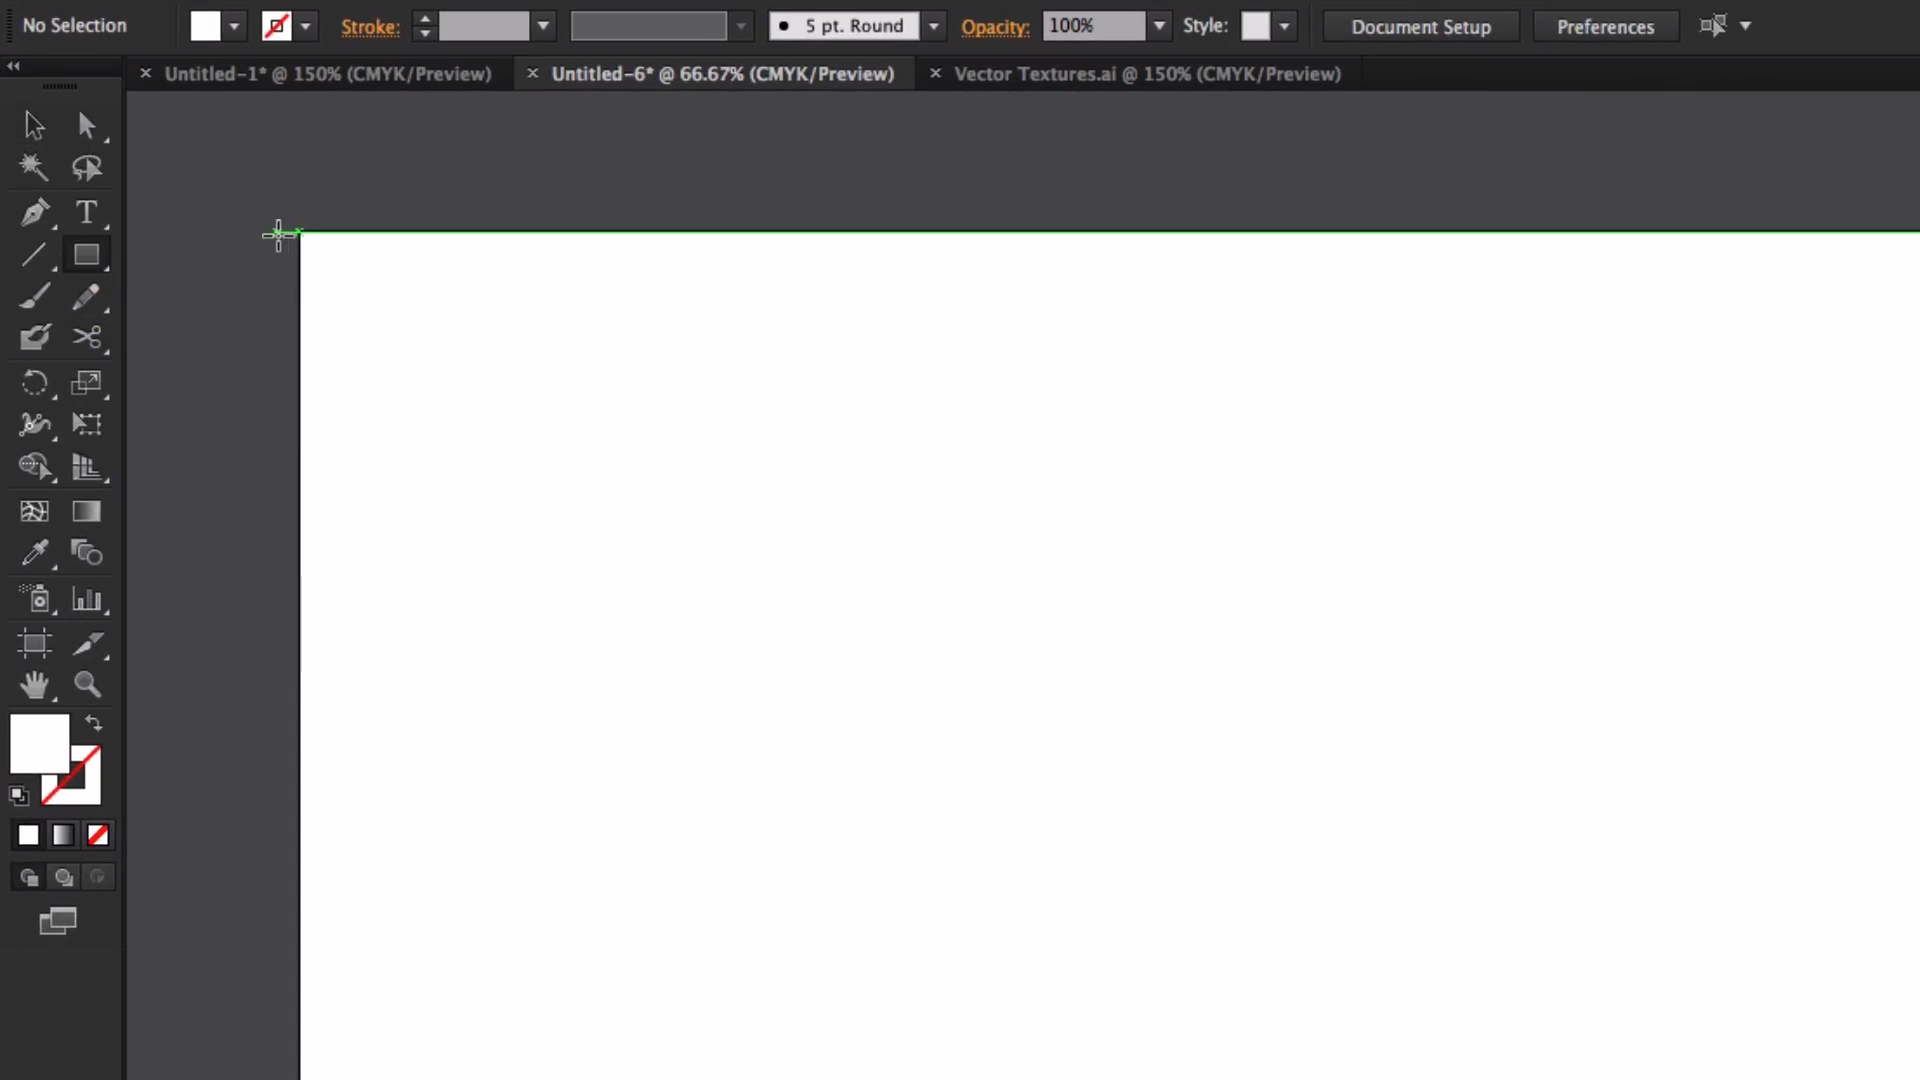 No Selection Stroke: 5 pt. Round Opacity: 100% Style: Document Setup Preferences
Untitled-1* @ 150% (CMYK/Preview) Untitled-6* @ 66.67% (CMYK/Preview) Vector Textures.ai @ 150% (CMYK/Preview)